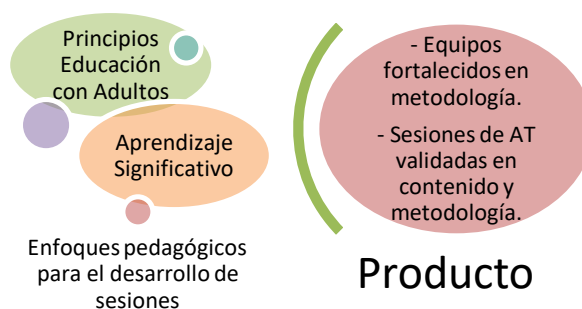 Principios
Educación
con Adultos
Aprendizaje
Significativo
Enfoques pedagógicos
para el desarrollo de
sesiones
- Equipos
fortalecidos en
metodología.
- Sesiones de AT
validadas en
contenido y
metodología.
Producto